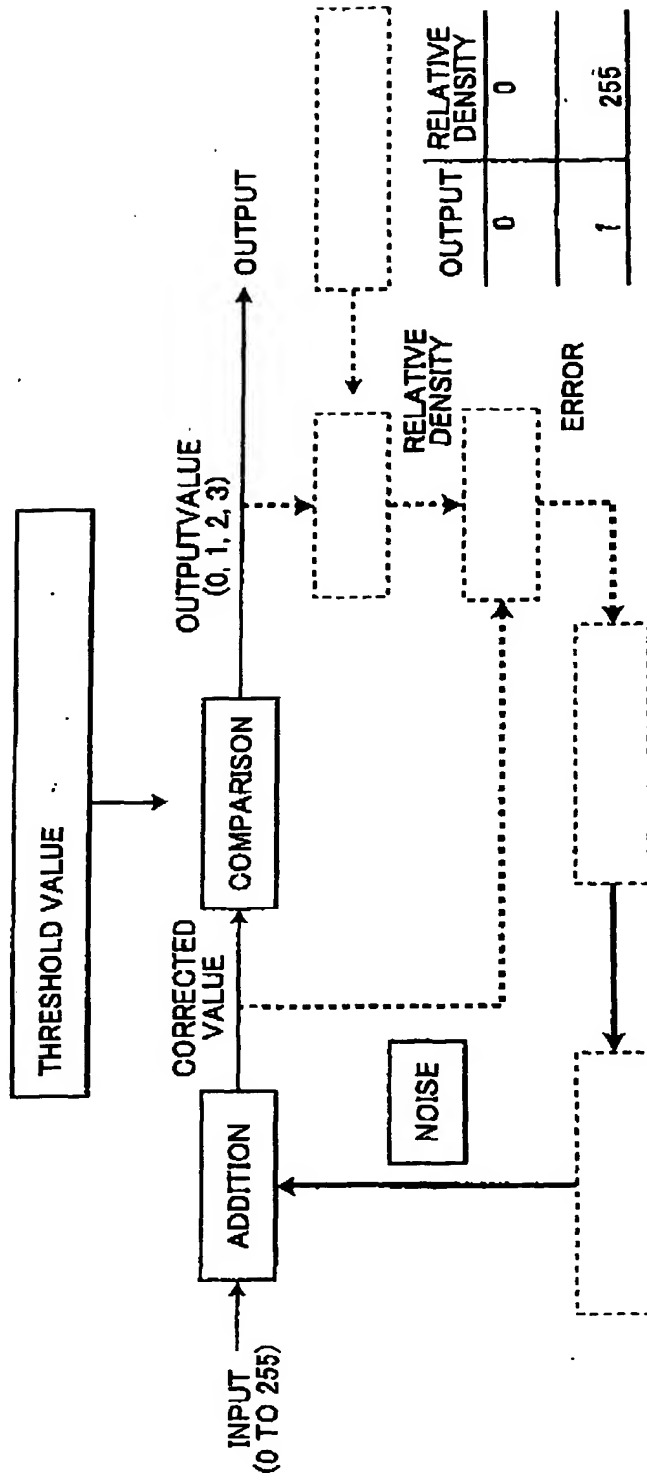 THRESHOLD VALUE
INPUT
(0 TO 255)
ADDITION
CORRECTED
VALUE
COMPARISON
OUTPUTVALUE
(0, 1, 2, 3)
OUTPUT
NOISE
RELATIVE
DENSITY
ERROR
OUTPUT
RELATIVE
DENSITY
0
0
1
255